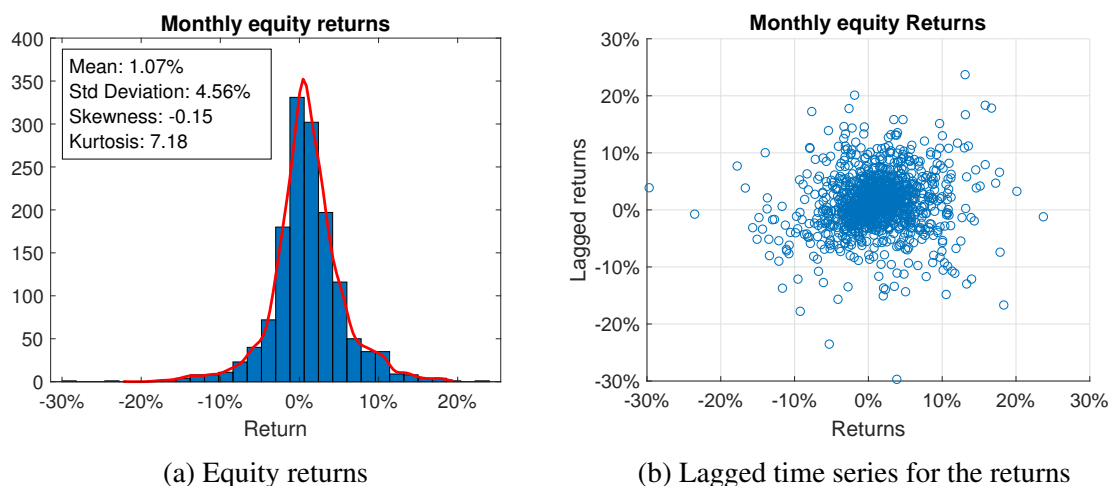 Monthly equity returns
400
350
300
250
200
150
100
50
0
Mean: 1.07%
Std Deviation: 4.56%
Skewness: -0.15
Kurtosis: 7.18
-30% -20% -10% 0% 10% 20%
Return
(a) Equity returns
Monthly equity Returns
30%
20%
10%
0%
-10%
-20%
-30%
Lagged returns
-30% -20% -10% 0% 10% 20% 30%
Returns
(b) Lagged time series for the returns